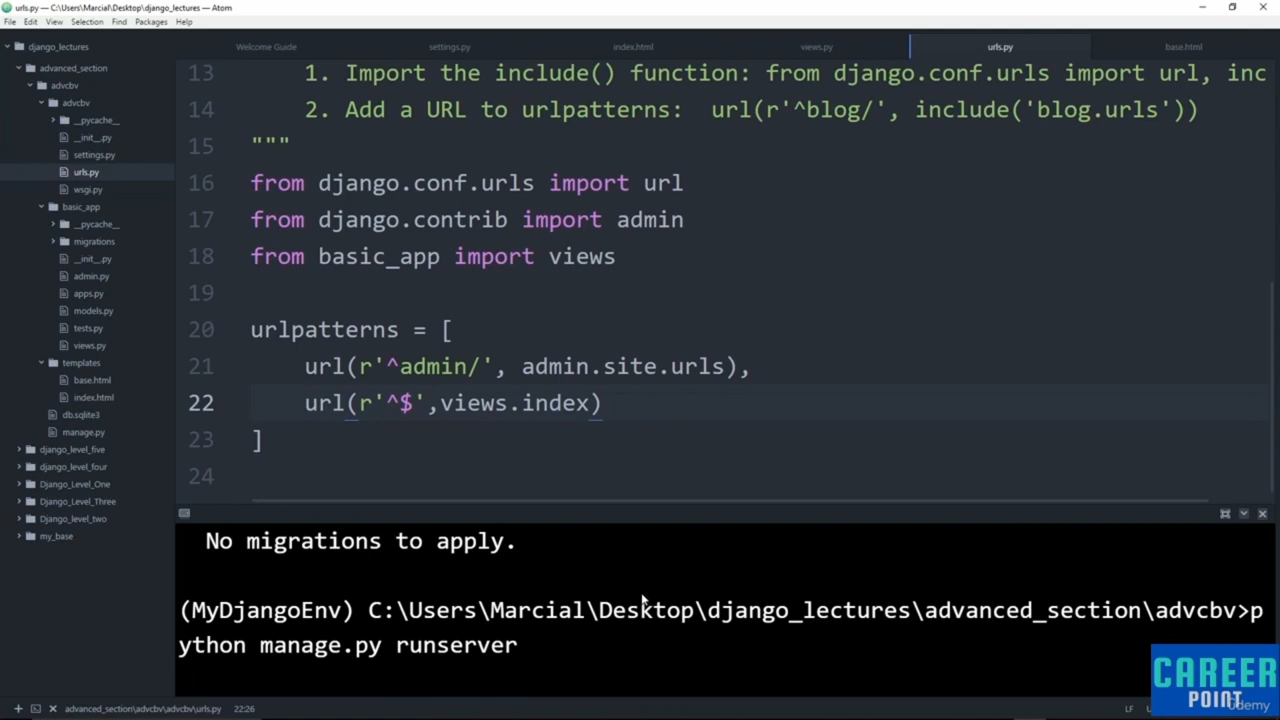 urls.py — C:\Users\Marcial\Desktop\django_lectures — Atom
File Edit View Selection Find Packages Help
django_lectures
advanced_section
advcbv
advcbv
__pycache__
__init__.py
settings.py
urls.py
wsgi.py
basic_app
__pycache__
migrations
__init__.py
admin.py
apps.py
models.py
tests.py
views.py
templates
base.html
index.html
db.sqlite3
manage.py
django_level_five
django_level_four
Django_Level_One
Django_Level_Three
Django_level_two
my_base
Welcome Guide settings.py index.html views.py urls.py base.html
13 1. Import the include() function: from django.conf.urls import url, inc
14 2. Add a URL to urlpatterns: url(r'^blog/', include('blog.urls'))
15 """
16 from django.conf.urls import url
17 from django.contrib import admin
18 from basic_app import views
19
20 urlpatterns = [
21 url(r'^admin/', admin.site.urls),
22 url(r'^$',views.index)
23 ]
24
No migrations to apply.
(MyDjangoEnv) C:\Users\Marcial\Desktop\django_lectures\advanced_section\advcbv>p
ython manage.py runserver
advanced_section\advcbv\advcbv\urls.py 22:26 LF
CAREER
POINT
Udemy